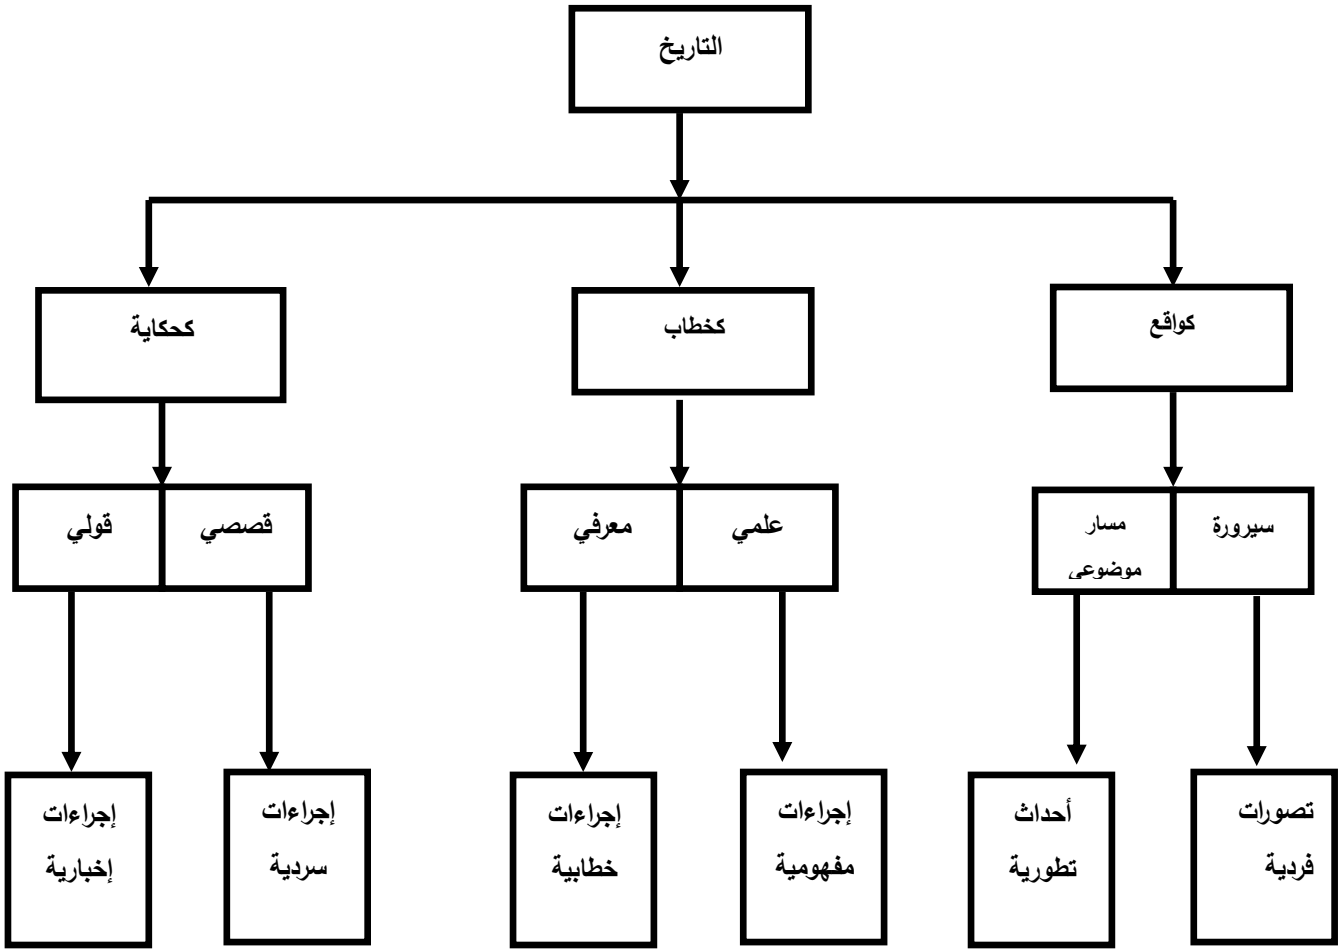 التاريخ
كواقع
كخطاب
كحكاية
سيرورة
مسار
موضوعي
علمي
معرفي
قصصي
قولي
تصورات
فردية
أحداث
تطورية
إجراءات
مفهومية
إجراءات
خطابية
إجراءات
سردية
إجراءات
إخبارية